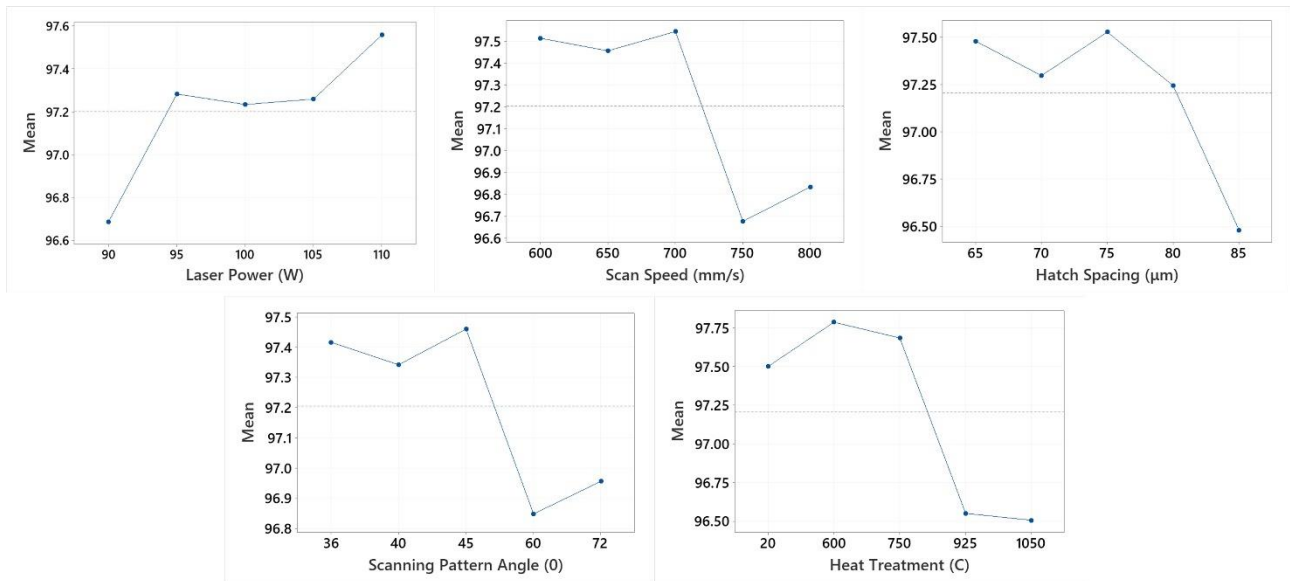 97.6
97.4
97.2
97.0
96.8
96.6
Mean
90 95 100 105 110
Laser Power (W)
97.5
97.4
97.3
97.2
97.1
97.0
96.9
96.8
96.7
96.6
Mean
600 650 700 750 800
Scan Speed (mm/s)
97.50
97.25
97.00
96.75
96.50
Mean
65 70 75 80 85
Hatch Spacing (µm)
97.5
97.4
97.3
97.2
97.1
97.0
96.9
96.8
Mean
36 40 45 60 72
Scanning Pattern Angle (0)
97.75
97.50
97.25
97.00
96.75
96.50
Mean
20 600 750 925 1050
Heat Treatment (C)